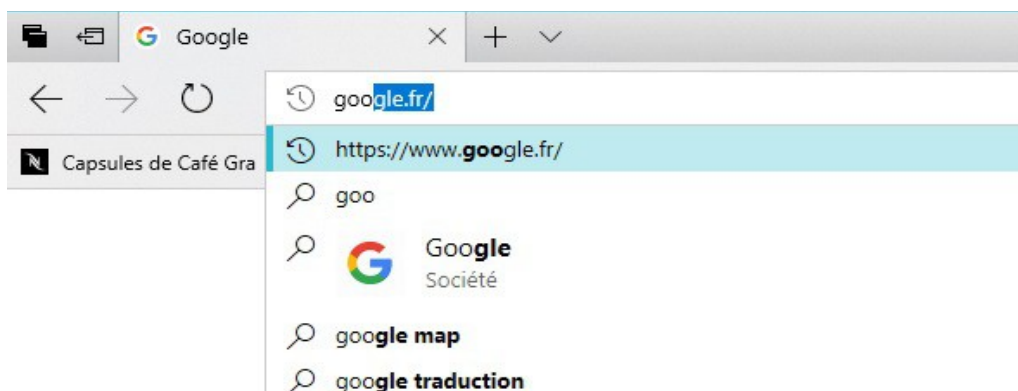 Google
google.fr/
Capsules de Café Gra
https://www.google.fr/
goo
Google
Société
google map
google traduction